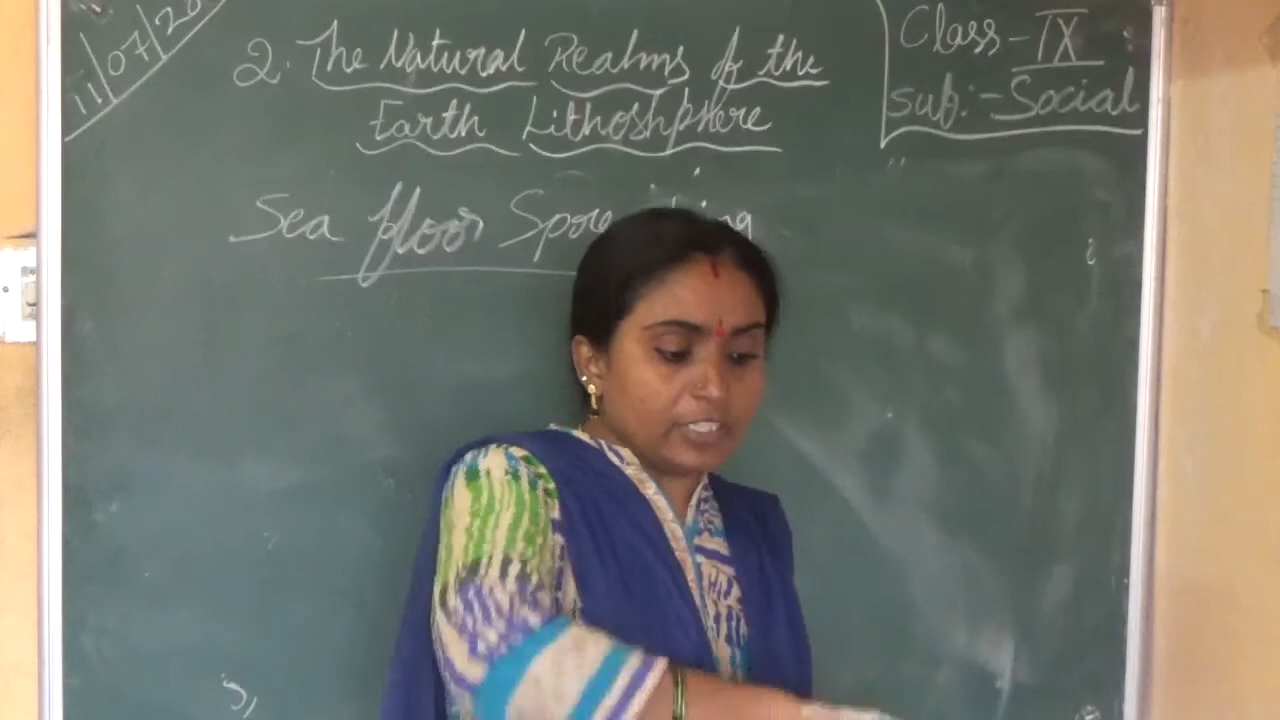 11/07/20
Class - IX
Sub:- Social
2. The Natural Realms of the
Earth Lithoshphere
Sea floor